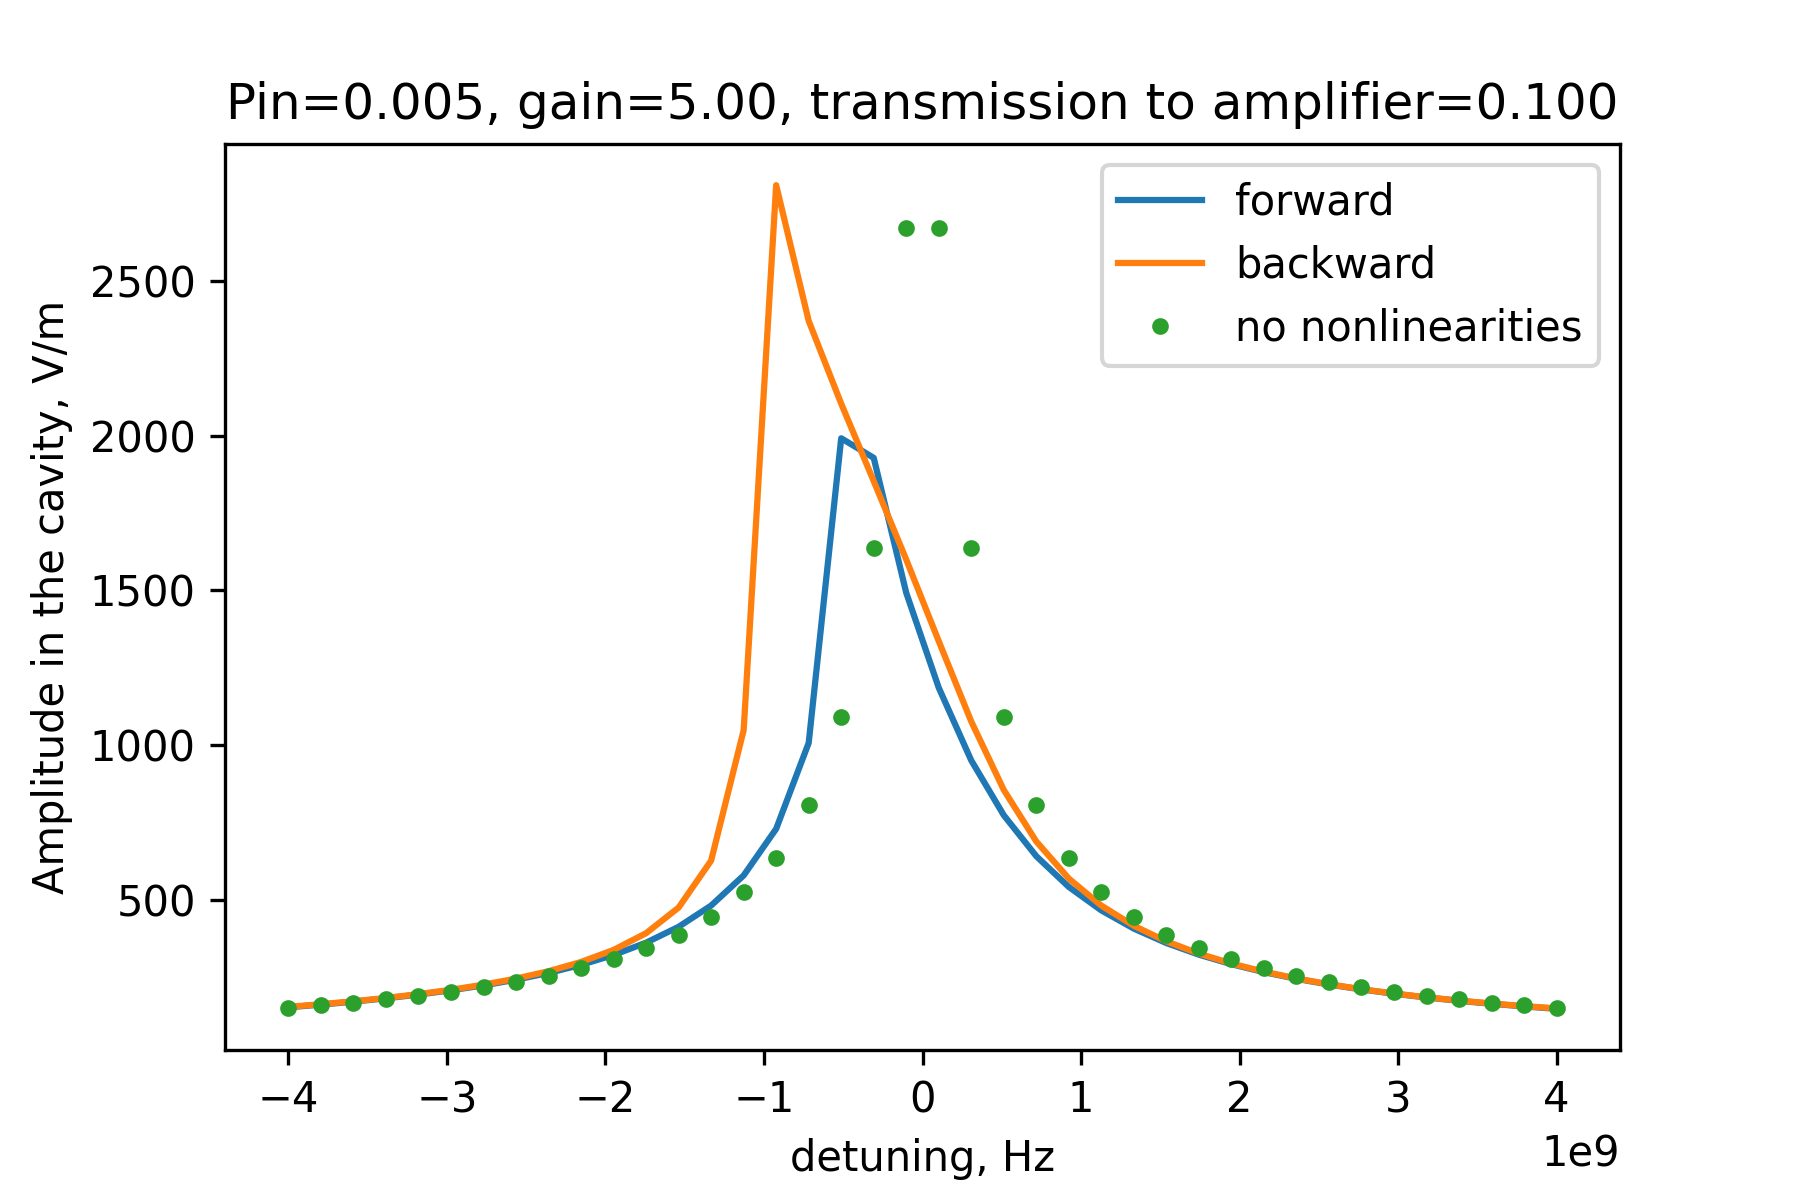 Pin=0.005, gain=5.00, transmission to amplifier=0.100
forward
backward
no nonlinearities
Amplitude in the cavity, V/m
2500
2000
1500
1000
500
−4 −3 −2 −1 0 1 2 3 4
1e9
detuning, Hz